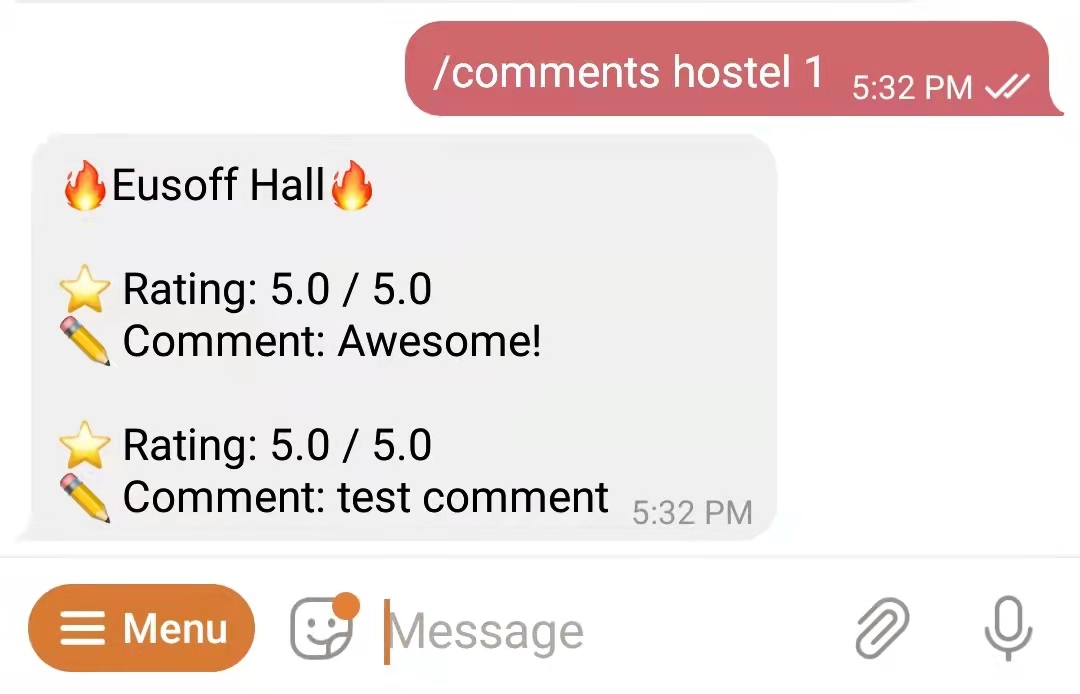 /comments hostel 1 5:32 PM
🔥Eusoff Hall🔥
⭐ Rating: 5.0 / 5.0
✏️ Comment: Awesome!
⭐ Rating: 5.0 / 5.0
✏️ Comment: test comment 5:32 PM
Menu Message